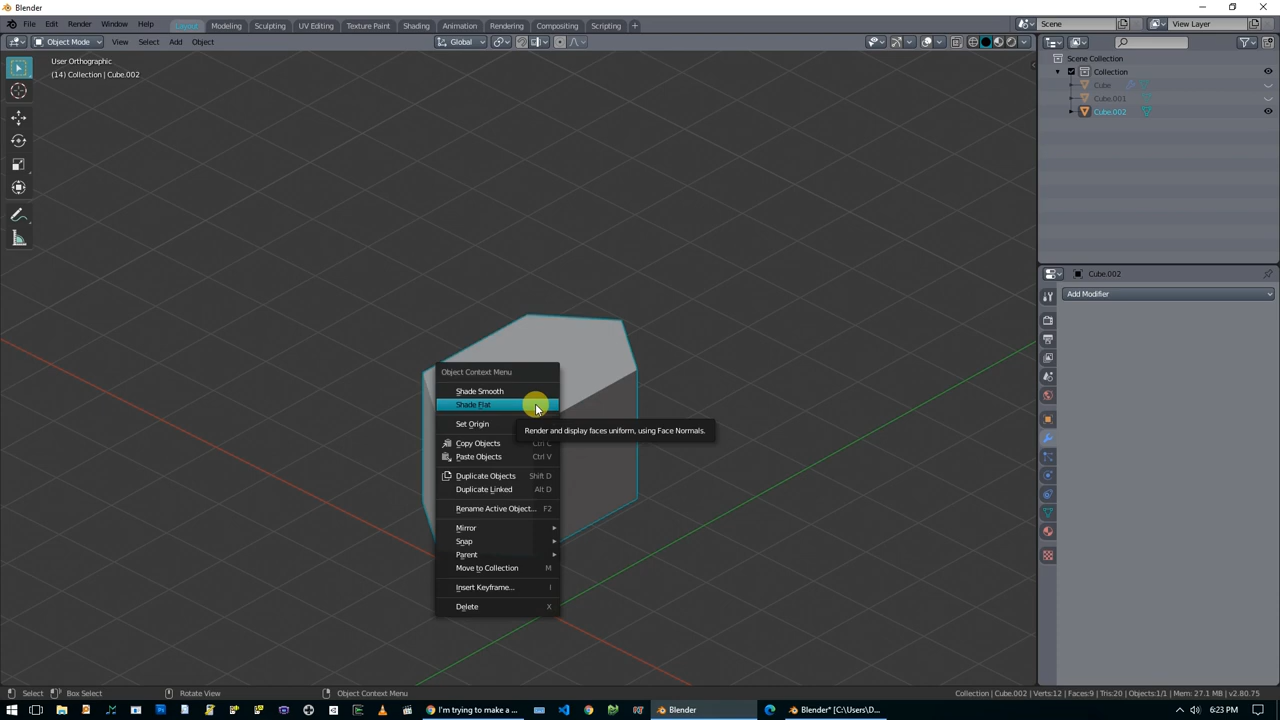 Blender
File Edit Render Window Help Layout Modeling Sculpting UV Editing Texture Paint Shading Animation Rendering Compositing Scripting + Scene View Layer
Object Mode View Select Add Object Global
User Orthographic
(14) Collection | Cube.002
Scene Collection
Collection
Cube
Cube.001
Cube.002
Cube.002
Add Modifier
Object Context Menu
Shade Smooth
Shade Flat
Set Origin
Render and display faces uniform, using Face Normals.
Copy Objects Ctrl C
Paste Objects Ctrl V
Duplicate Objects Shift D
Duplicate Linked Alt D
Rename Active Object... F2
Mirror
Snap
Parent
Move to Collection M
Insert Keyframe... I
Delete X
Select Box Select Rotate View Object Context Menu Collection | Cube.002 | Verts:12 | Faces:9 | Tris:20 | Objects:1/1 | Mem: 27.1 MB | v2.80.75
I'm trying to make a ... Blender Blender* [C:\Users\D... 6:23 PM